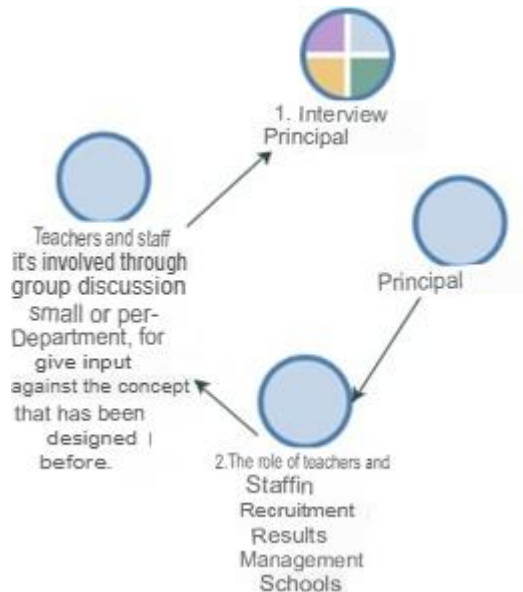 1. Interview
Principal
Teachers and staff
it's involved through
group discussion
small or per-
Department, for
give input
against the concept
that has been
designed |
before.
Principal
2.The role of teachers and
Staffin
Recruitment
Results
Management
Schools